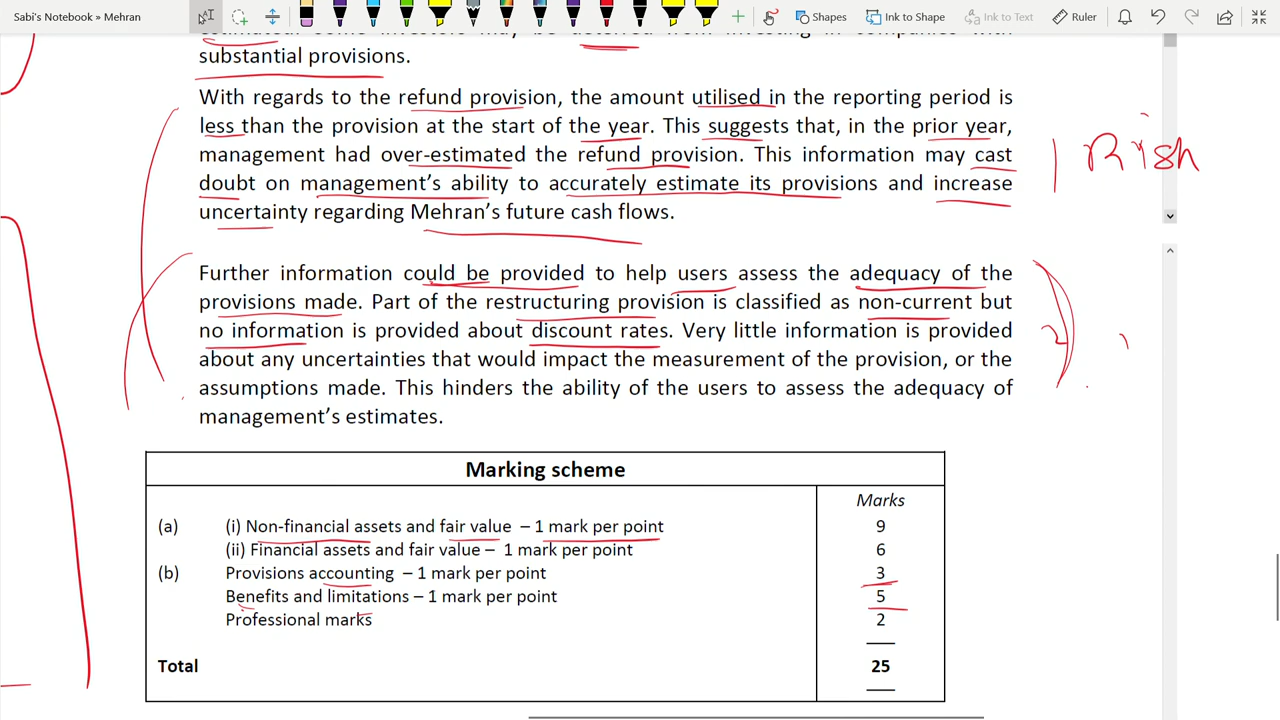 Sabi's Notebook » Mehran
Shapes
Ink to Shape
Ink to Text
Ruler
substantial provisions.
With regards to the refund provision, the amount utilised in the reporting period is
less than the provision at the start of the year. This suggests that, in the prior year,
management had over-estimated the refund provision. This information may cast
doubt on management's ability to accurately estimate its provisions and increase
uncertainty regarding Mehran's future cash flows.
Further information could be provided to help users assess the adequacy of the
provisions made. Part of the restructuring provision is classified as non-current but
no information is provided about discount rates. Very little information is provided
about any uncertainties that would impact the measurement of the provision, or the
assumptions made. This hinders the ability of the users to assess the adequacy of
management's estimates.
Marking scheme
Marks
(a) (i) Non-financial assets and fair value – 1 mark per point 9
(ii) Financial assets and fair value – 1 mark per point 6
(b) Provisions accounting – 1 mark per point 3
Benefits and limitations – 1 mark per point 5
Professional marks 2
Total 25